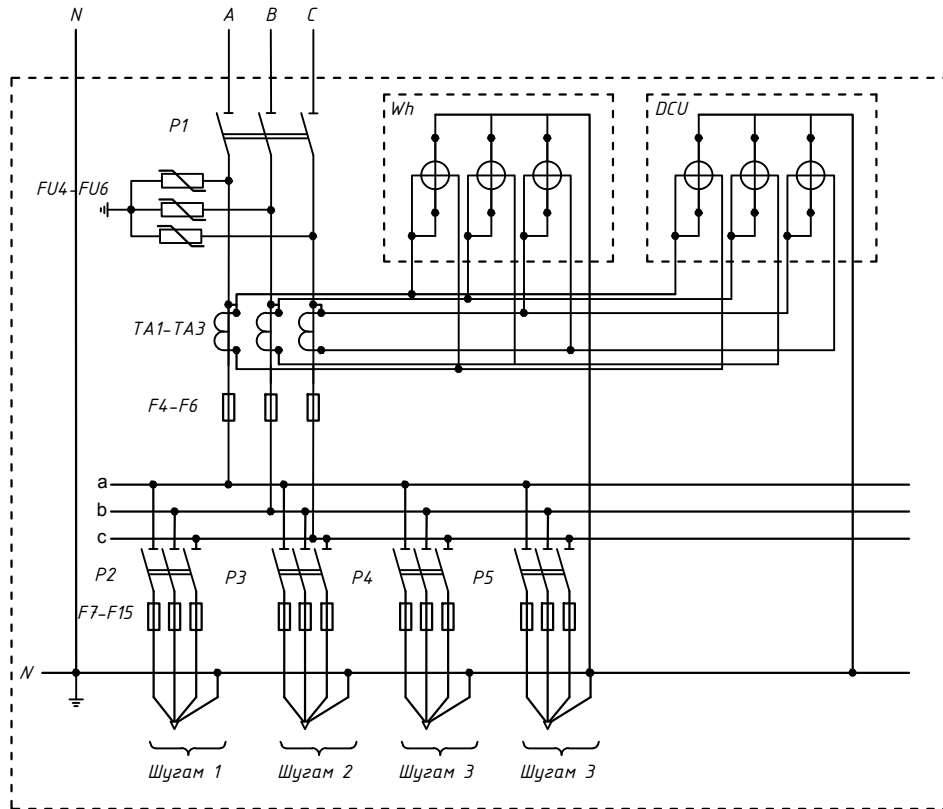 N A B C
Wh DCU
P1
FU4-FU6
TA1-TA3
F4-F6
a
b
c
P2 P3 P4 P5
F7-F15
N
Шугам 1 Шугам 2 Шугам 3 Шугам 3